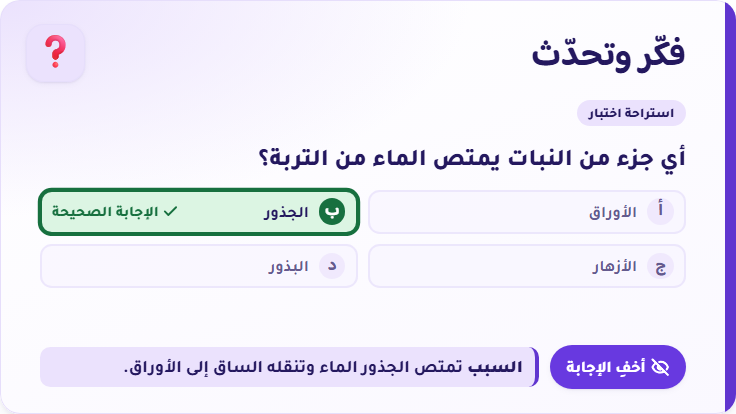 ❓
فكّر وتحدّث
استراحة اختبار
أي جزء من النبات يمتص الماء من التربة؟
أ الأوراق
ب الجذور ✓ الإجابة الصحيحة
ج الأزهار
د البذور
أخفِ الإجابة
السبب تمتص الجذور الماء وتنقله الساق إلى الأوراق.